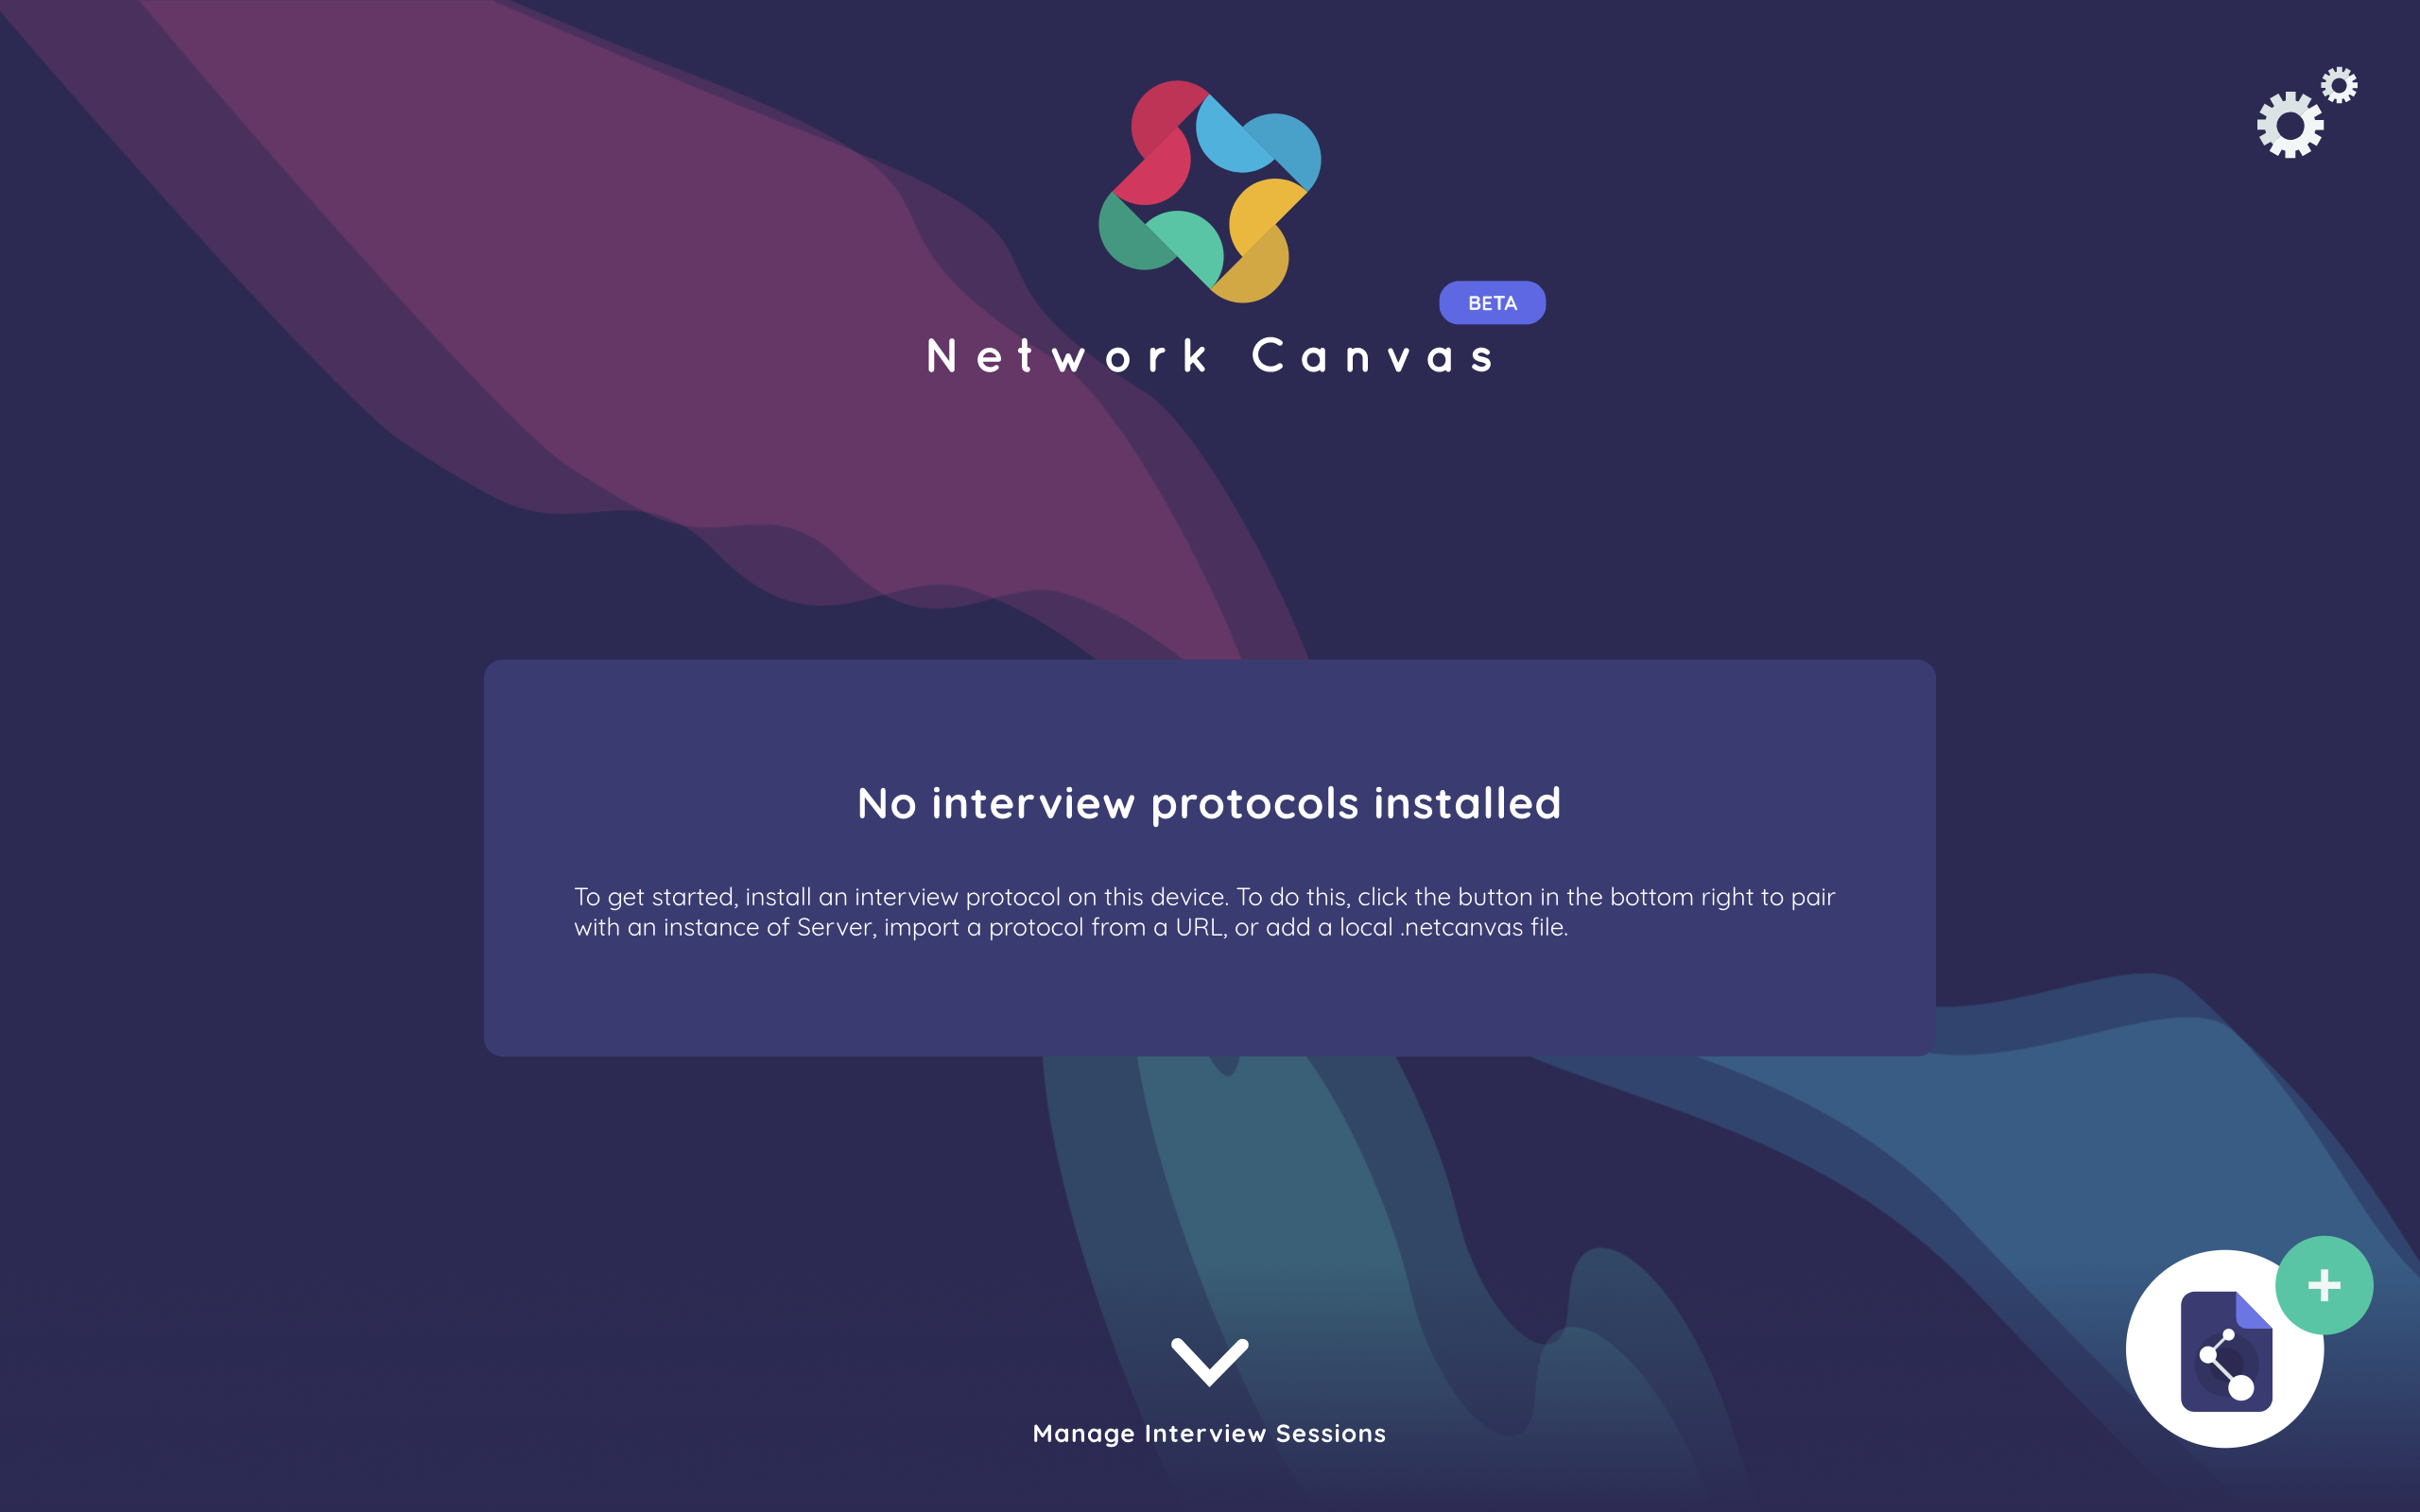 BETA
Network Canvas
No interview protocols installed
To get started, install an interview protocol on this device. To do this, click the button in the bottom right to pair
with an instance of Server, import a protocol from a URL, or add a local .netcanvas file.
Manage Interview Sessions